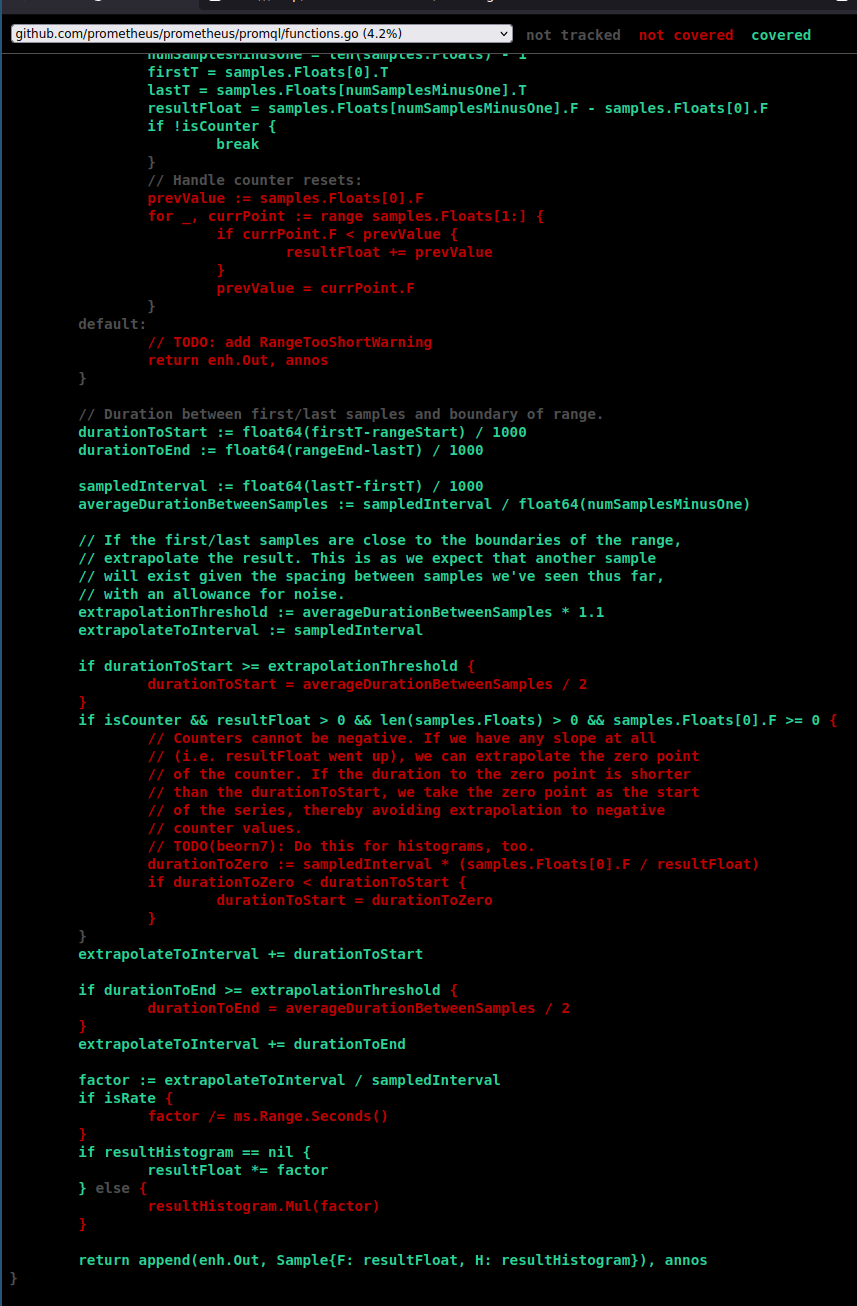 github.com/prometheus/prometheus/promql/functions.go (4.2%) not tracked not covered covered
numSamplesMinusOne = len(samples.Floats) - 1
firstT = samples.Floats[0].T
lastT = samples.Floats[numSamplesMinusOne].T
resultFloat = samples.Floats[numSamplesMinusOne].F - samples.Floats[0].F
if !isCounter {
break
}
// Handle counter resets:
prevValue := samples.Floats[0].F
for _, currPoint := range samples.Floats[1:] {
if currPoint.F < prevValue {
resultFloat += prevValue
}
prevValue = currPoint.F
}
default:
// TODO: add RangeTooShortWarning
return enh.Out, annos
}
// Duration between first/last samples and boundary of range.
durationToStart := float64(firstT-rangeStart) / 1000
durationToEnd := float64(rangeEnd-lastT) / 1000
sampledInterval := float64(lastT-firstT) / 1000
averageDurationBetweenSamples := sampledInterval / float64(numSamplesMinusOne)
// If the first/last samples are close to the boundaries of the range,
// extrapolate the result. This is as we expect that another sample
// will exist given the spacing between samples we've seen thus far,
// with an allowance for noise.
extrapolationThreshold := averageDurationBetweenSamples * 1.1
extrapolateToInterval := sampledInterval
if durationToStart >= extrapolationThreshold {
durationToStart = averageDurationBetweenSamples / 2
}
if isCounter && resultFloat > 0 && len(samples.Floats) > 0 && samples.Floats[0].F >= 0 {
// Counters cannot be negative. If we have any slope at all
// (i.e. resultFloat went up), we can extrapolate the zero point
// of the counter. If the duration to the zero point is shorter
// than the durationToStart, we take the zero point as the start
// of the series, thereby avoiding extrapolation to negative
// counter values.
// TODO(beorn7): Do this for histograms, too.
durationToZero := sampledInterval * (samples.Floats[0].F / resultFloat)
if durationToZero < durationToStart {
durationToStart = durationToZero
}
}
extrapolateToInterval += durationToStart
if durationToEnd >= extrapolationThreshold {
durationToEnd = averageDurationBetweenSamples / 2
}
extrapolateToInterval += durationToEnd
factor := extrapolateToInterval / sampledInterval
if isRate {
factor /= ms.Range.Seconds()
}
if resultHistogram == nil {
resultFloat *= factor
} else {
resultHistogram.Mul(factor)
}
return append(enh.Out, Sample{F: resultFloat, H: resultHistogram}), annos
}